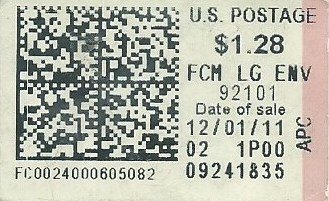 U.S. POSTAGE
$1.28
FCM LG ENV
92101
Date of sale
12/01/11
02 1P00
09241835
APC
FC0024000605082